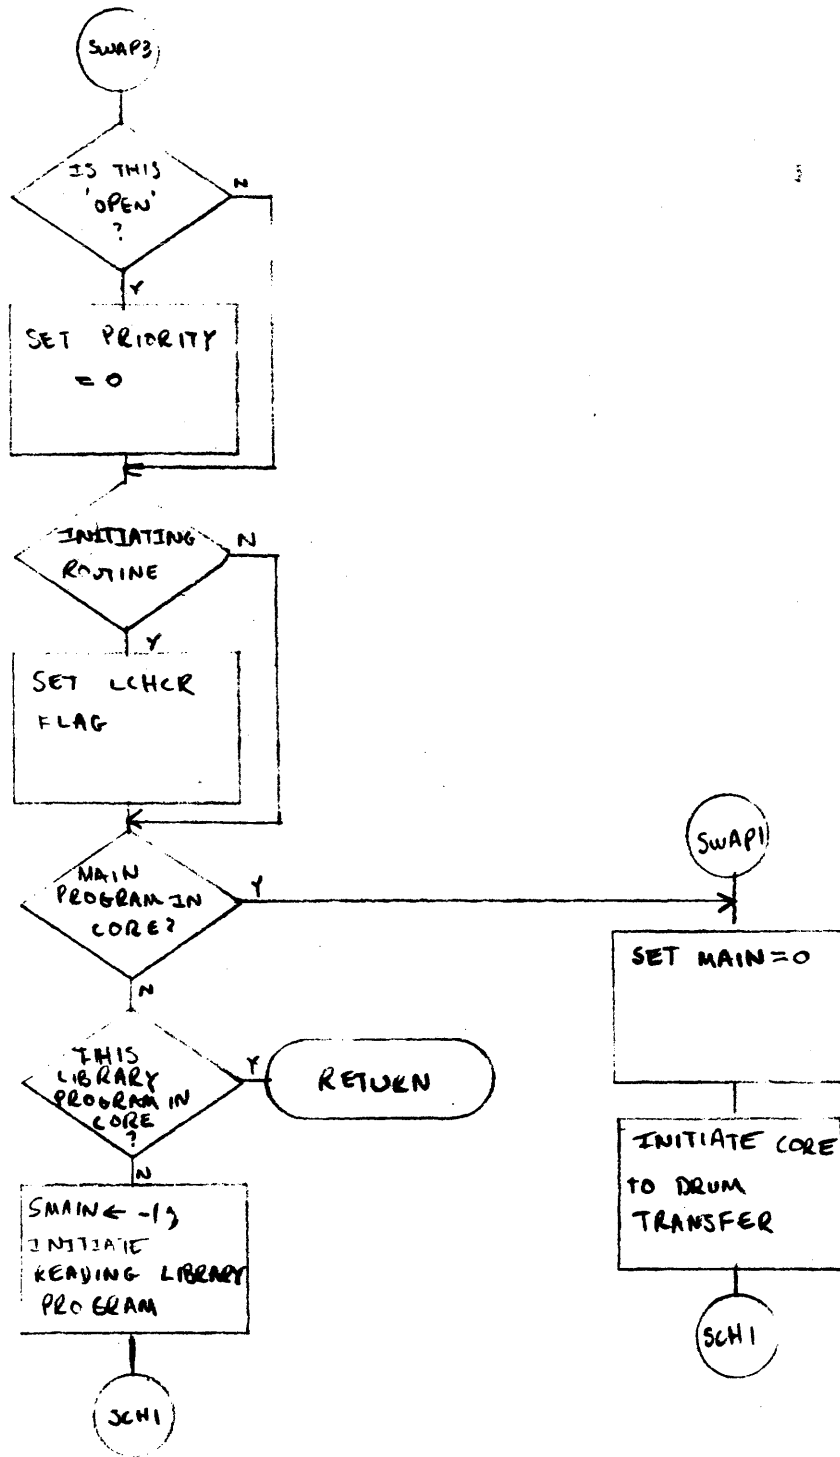 SWAP3
IS THIS
'OPEN'
?
N
Y
SET PRIORITY
= 0
INITIATING
ROUTINE
N
Y
SET LCHCR
FLAG
MAIN
PROGRAM IN
CORE?
Y
N
THIS
LIBRARY
PROGRAM IN
CORE
?
Y
RETURN
N
SMAIN ← -1;
INITIATE
READING LIBRARY
PROGRAM
SCH1
SWAP1
SET MAIN=0
INITIATE CORE
TO DRUM
TRANSFER
SCH1